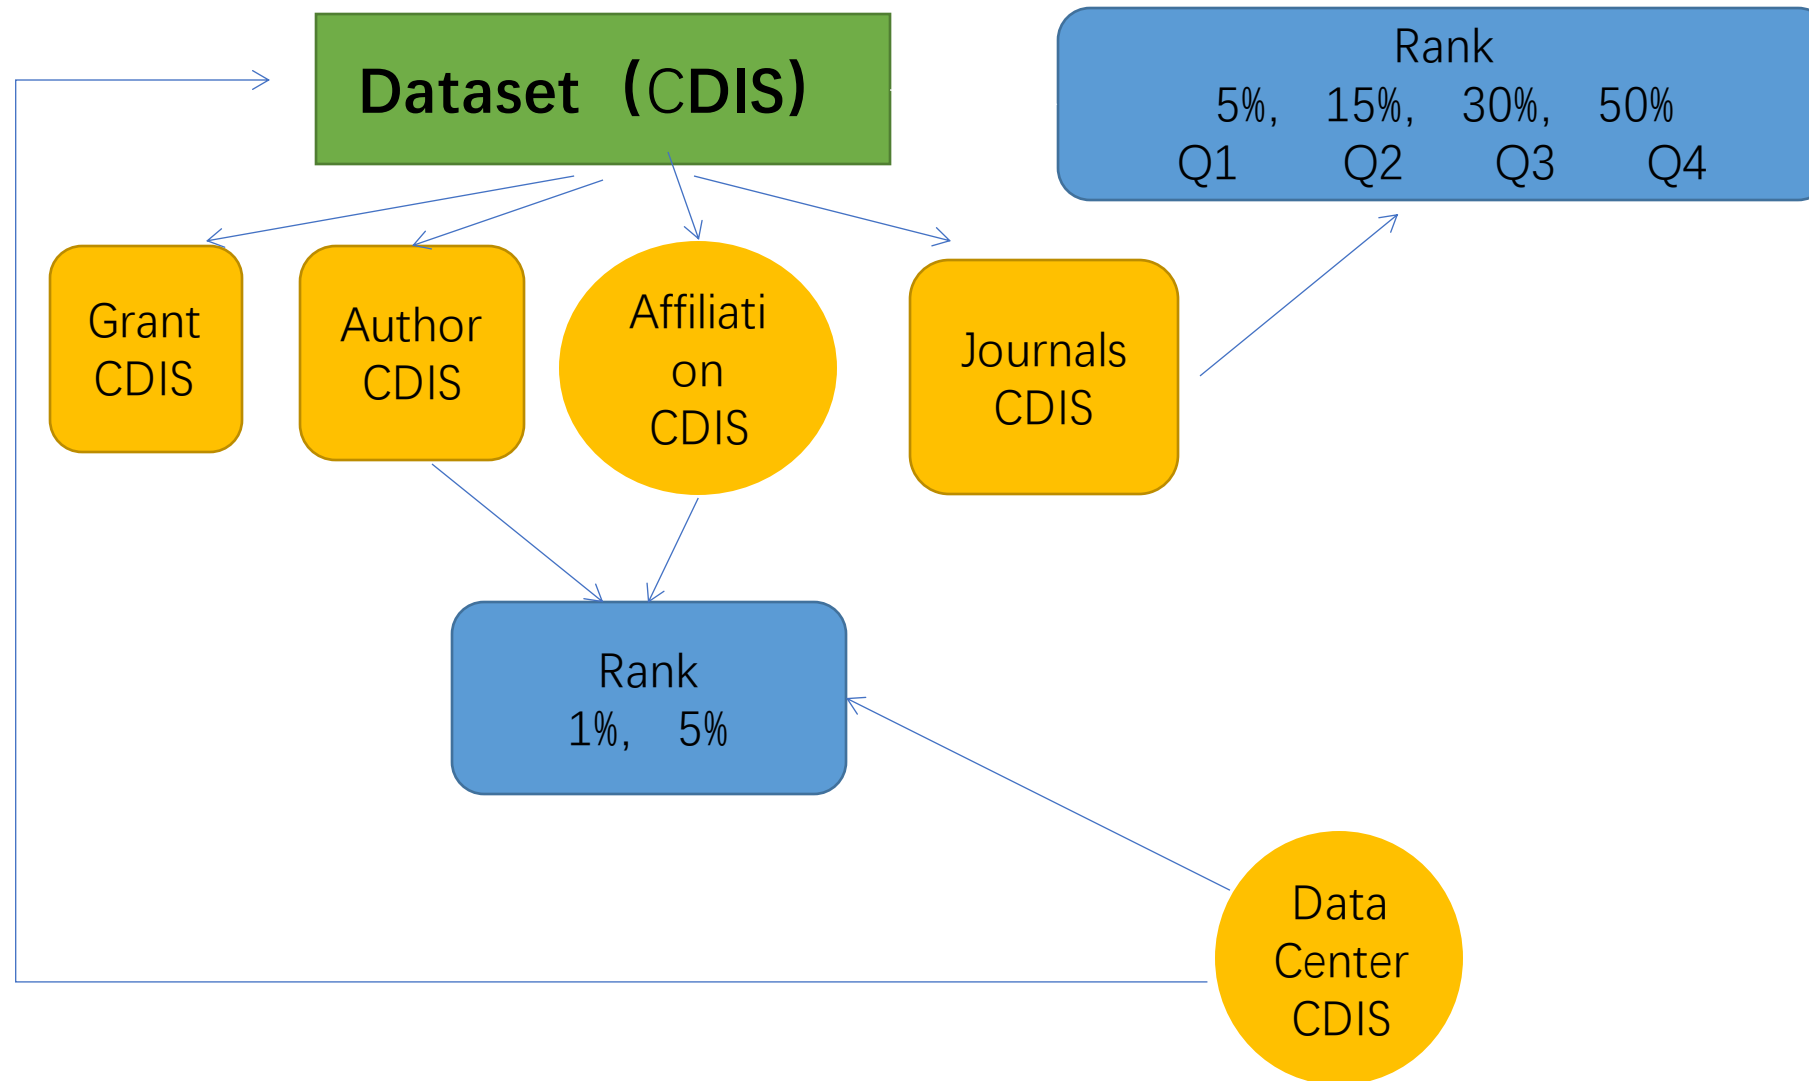 Dataset（CDIS）
Rank
5%, 15%, 30%, 50%
Q1 Q2 Q3 Q4
Grant
CDIS
Author
CDIS
Affiliati
on
CDIS
Journals
CDIS
Rank
1%, 5%
Data
Center
CDIS